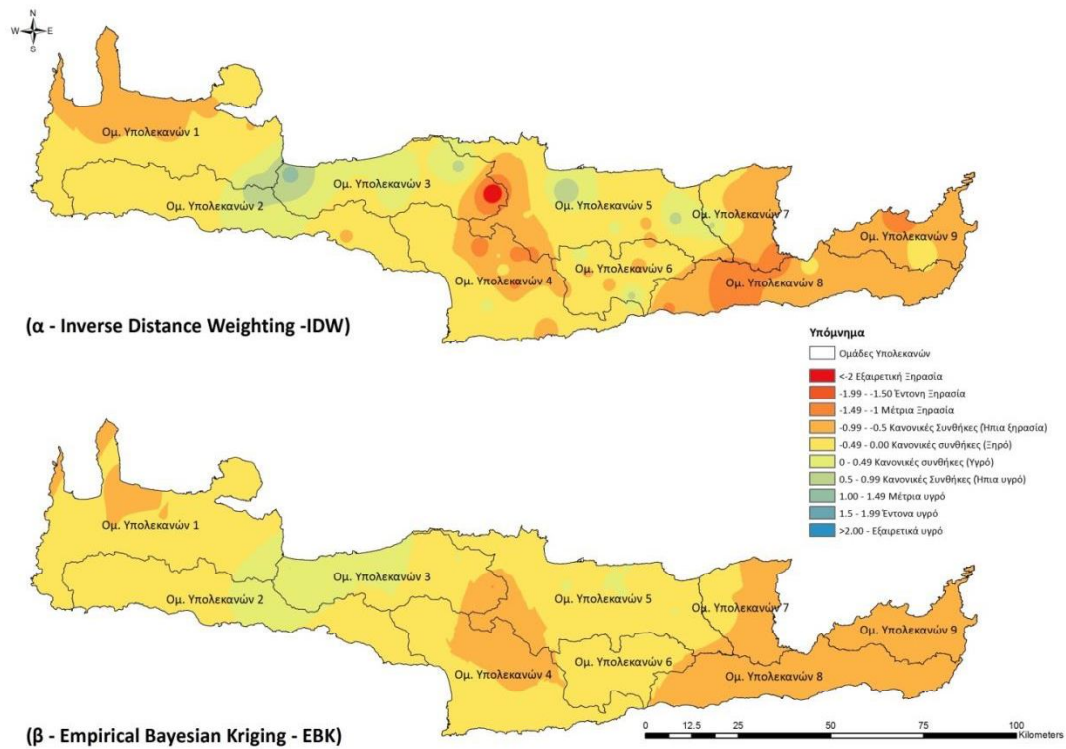 N
W E
S
Ομ. Υπολεκανών 1
Ομ. Υπολεκανών 2
Ομ. Υπολεκανών 3
Ομ. Υπολεκανών 4
Ομ. Υπολεκανών 5
Ομ. Υπολεκανών 6
Ομ. Υπολεκανών 7
Ομ. Υπολεκανών 8
Ομ. Υπολεκανών 9
(α - Inverse Distance Weighting -IDW)
Υπόμνημα
Ομάδες Υπολεκανών
<-2 Εξαιρετική Ξηρασία
-1.99 - -1.50 Έντονη Ξηρασία
-1.49 - -1 Μέτρια Ξηρασία
-0.99 - -0.5 Κανονικές Συνθήκες (Ήπια ξηρασία)
-0.49 - 0.00 Κανονικές συνθήκες (Ξηρό)
0 - 0.49 Κανονικές συνθήκες (Υγρό)
0.5 - 0.99 Κανονικές Συνθήκες (Ήπια υγρό)
1.00 - 1.49 Μέτρια υγρό
1.5 - 1.99 Έντονα υγρό
>2.00 - Εξαιρετικά υγρό
Ομ. Υπολεκανών 1
Ομ. Υπολεκανών 2
Ομ. Υπολεκανών 3
Ομ. Υπολεκανών 4
Ομ. Υπολεκανών 5
Ομ. Υπολεκανών 6
Ομ. Υπολεκανών 7
Ομ. Υπολεκανών 8
Ομ. Υπολεκανών 9
(β - Empirical Bayesian Kriging - EBK)
0 12.5 25 50 75 100
Kilometers